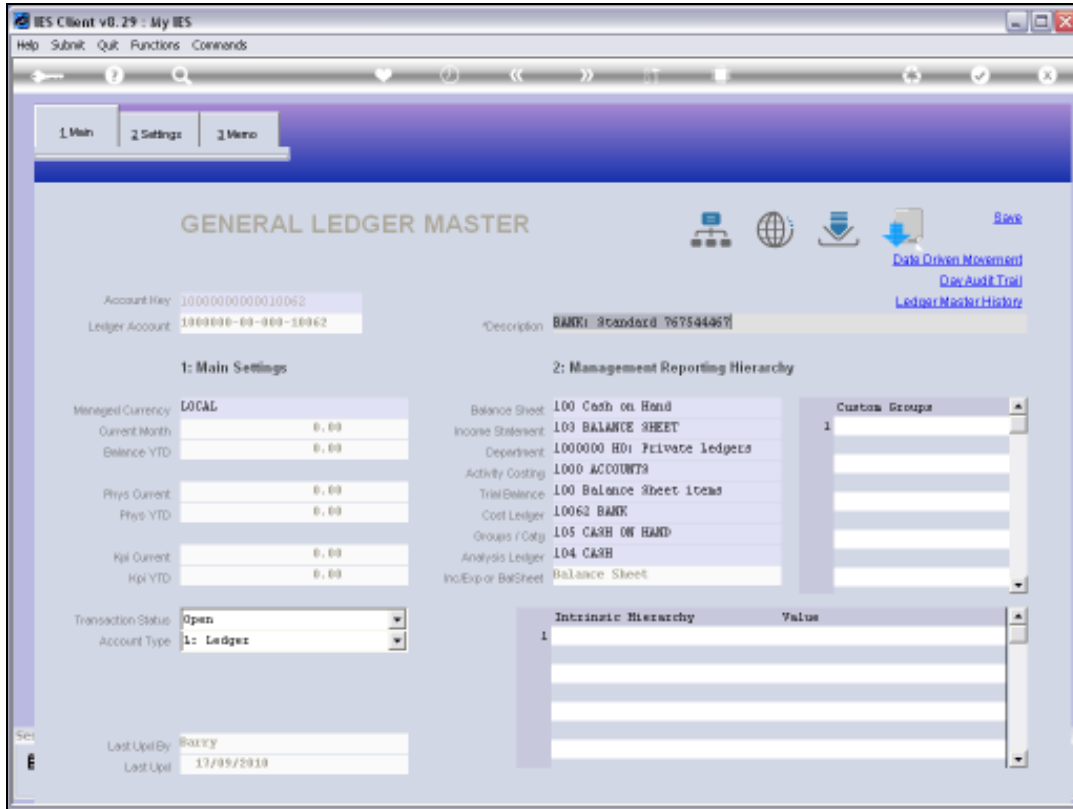 IES Client v8.29 : My IES
Help Submit Quit Functions Commands
1 Main 2 Settings 3 Memo
GENERAL LEDGER MASTER
Save
Date Driven Movement
Day Audit Trail
Ledger Master History
Account Key 10000000000010062
Ledger Account 1000000-00-000-10062
*Description BANK: Standard 767544467
1: Main Settings
2: Management Reporting Hierarchy
Managed Currency LOCAL
Current Month 0.00
Balance YTD 0.00
Phys Current 0.00
Phys YTD 0.00
Kpi Current 0.00
Kpi YTD 0.00
Balance Sheet 100 Cash on Hand
Income Statement 103 BALANCE SHEET
Department 1000000 HO: Private ledgers
Activity Costing 1000 ACCOUNTS
Trial Balance 100 Balance Sheet items
Cost Ledger 10062 BANK
Groups / Catg 105 CASH ON HAND
Analysis Ledger 104 CASH
Inc/Exp or BalSheet Balance Sheet
Custom Groups
1
Transaction Status Open
Account Type 1: Ledger
Intrinsic Hierarchy Value
1
Last Upd By Barry
Last Upd 17/09/2010